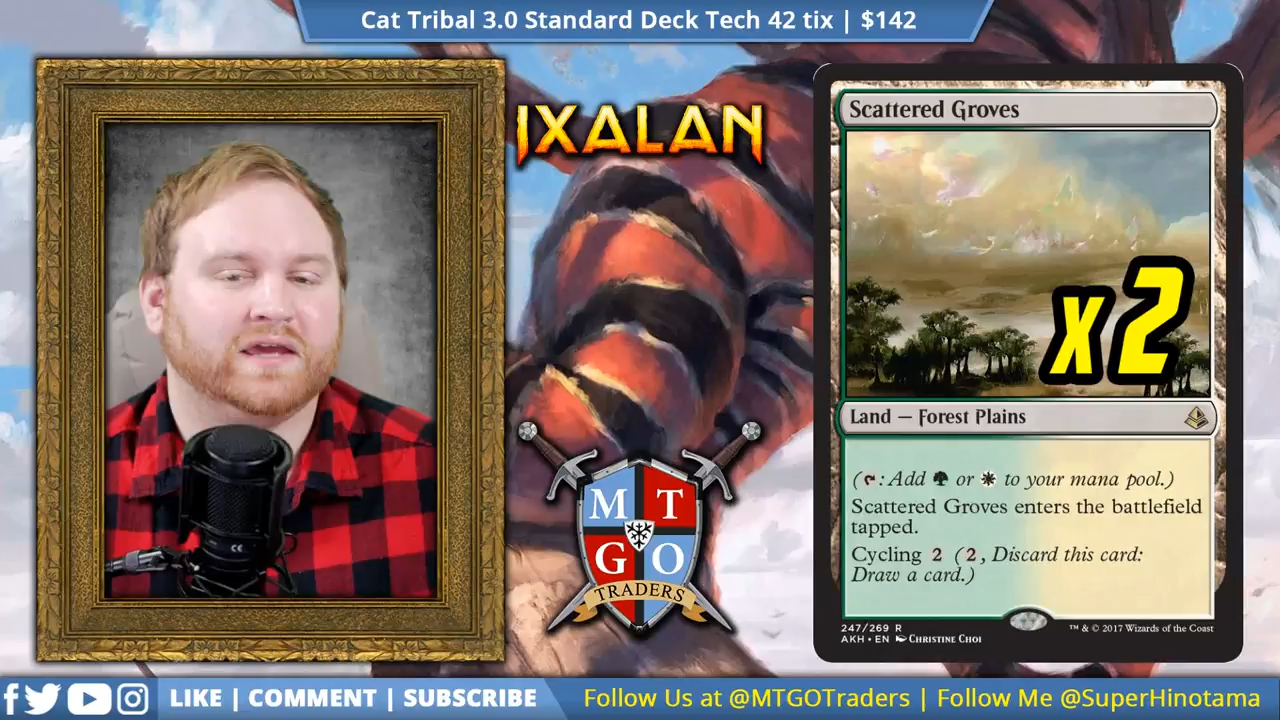 Cat Tribal 3.0 Standard Deck Tech 42 tix | $142
IXALAN
M T
G O
TRADERS
Scattered Groves
x2
Land — Forest Plains
( : Add or to your mana pool.)
Scattered Groves enters the battlefield
tapped.
Cycling 2 (2, Discard this card:
Draw a card.)
247/269 R
AKH • EN Christine Choi
™ & © 2017 Wizards of the Coast
LIKE | COMMENT | SUBSCRIBE
Follow Us at @MTGOTraders | Follow Me @SuperHinotama